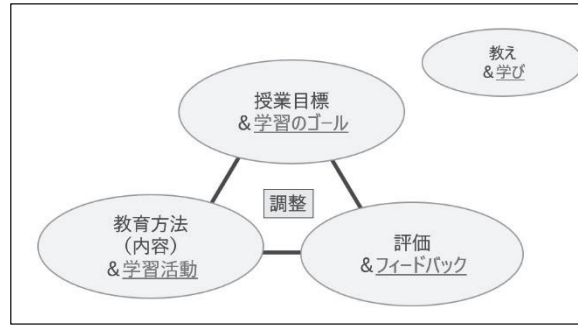 教え
&学び
授業目標
&学習のゴール
調整
教育方法
(内容)
&学習活動
評価
&フィードバック